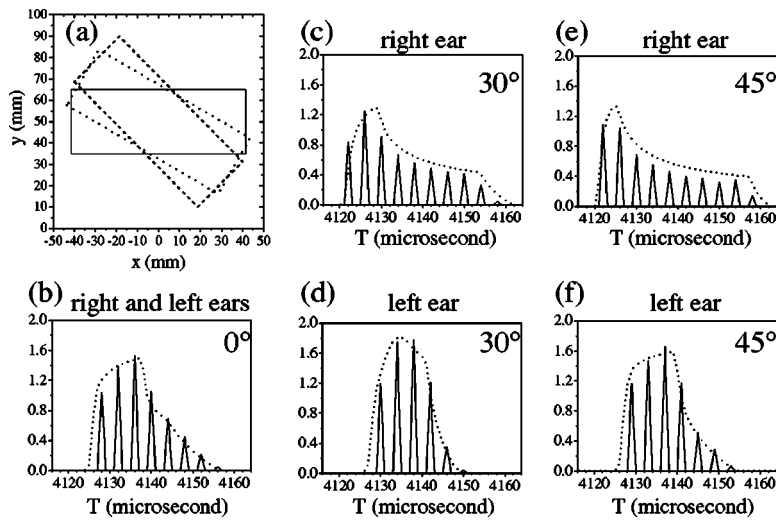 (a)
y (mm)
100
90
80
70
60
50
40
30
20
10
0
-50 -40 -30 -20 -10 0 10 20 30 40 50
x (mm)
(c) right ear
30°
2.0
1.6
1.2
0.8
0.4
0.0
4120 4130 4140 4150 4160
T (microsecond)
(e) right ear
45°
2.0
1.6
1.2
0.8
0.4
0.0
4120 4130 4140 4150 4160
T (microsecond)
(b) right and left ears
0°
2.0
1.6
1.2
0.8
0.4
0.0
4120 4130 4140 4150 4160
T (microsecond)
(d) left ear
30°
2.0
1.6
1.2
0.8
0.4
0.0
4120 4130 4140 4150 4160
T (microsecond)
(f) left ear
45°
2.0
1.6
1.2
0.8
0.4
0.0
4120 4130 4140 4150 4160
T (microsecond)